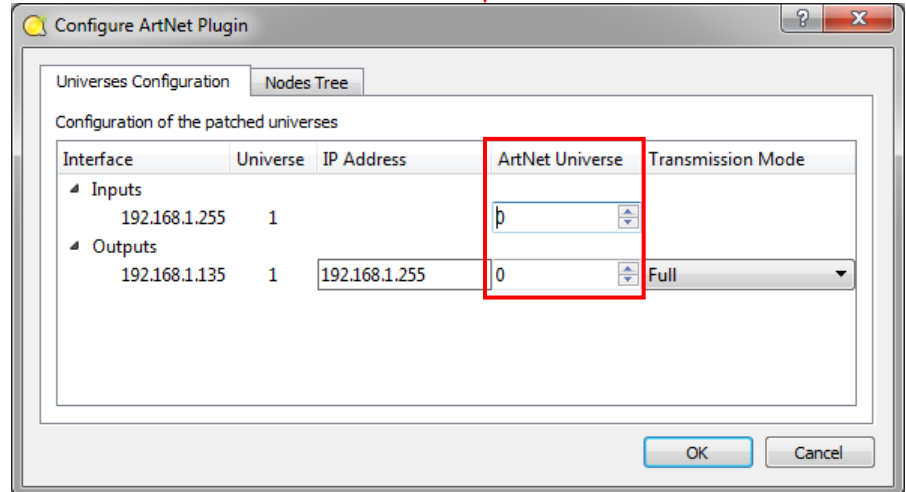 Configure ArtNet Plugin
Universes Configuration Nodes Tree
Configuration of the patched universes
Interface Universe IP Address ArtNet Universe Transmission Mode
Inputs
192.168.1.255 1 0
Outputs
192.168.1.135 1 192.168.1.255 0 Full
OK Cancel